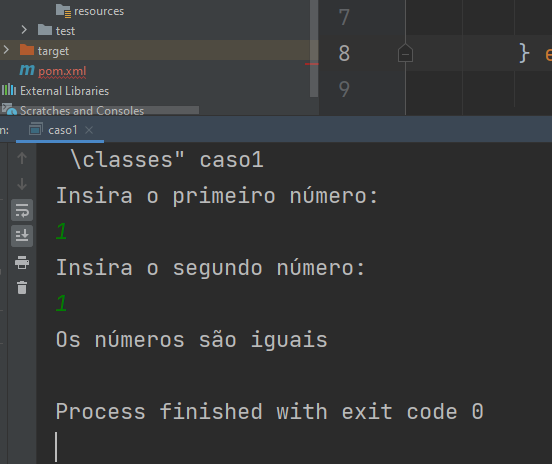 resources
test
target
pom.xml
External Libraries
Scratches and Consoles
7
8
} e
9
n:
caso1
\classes" caso1
Insira o primeiro número:
1
Insira o segundo número:
1
Os números são iguais
Process finished with exit code 0